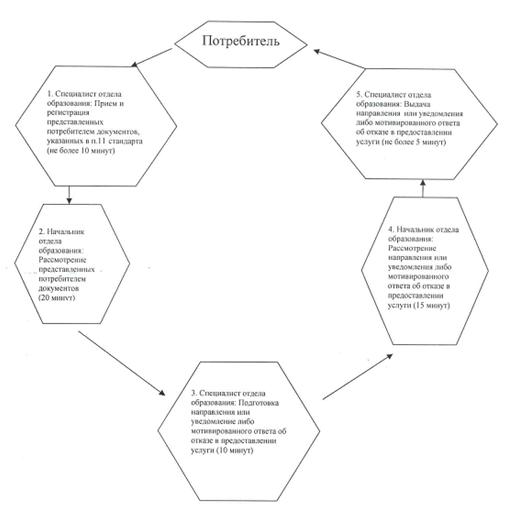 Потребитель
1. Специалист отдела
образования: Прием и
регистрация
представленных
потребителем документов,
указанных в п.11 стандарта
(не более 10 минут)
2. Начальник
отдела
образования:
Рассмотрение
представленных
потребителем
документов
(20 минут)
3. Специалист отдела
образования: Подготовка
направления или
уведомление либо
мотивированного ответа об
отказе в предоставлении
услуги (10 минут)
4. Начальник отдела
образования:
Рассмотрение
направления или
уведомления либо
мотивированного
ответа об отказе в
предоставлении
услуги (15 минут)
5. Специалист отдела
образования: Выдача
направления или уведомления
либо мотивированного ответа
об отказе в предоставлении
услуги (не более 5 минут)